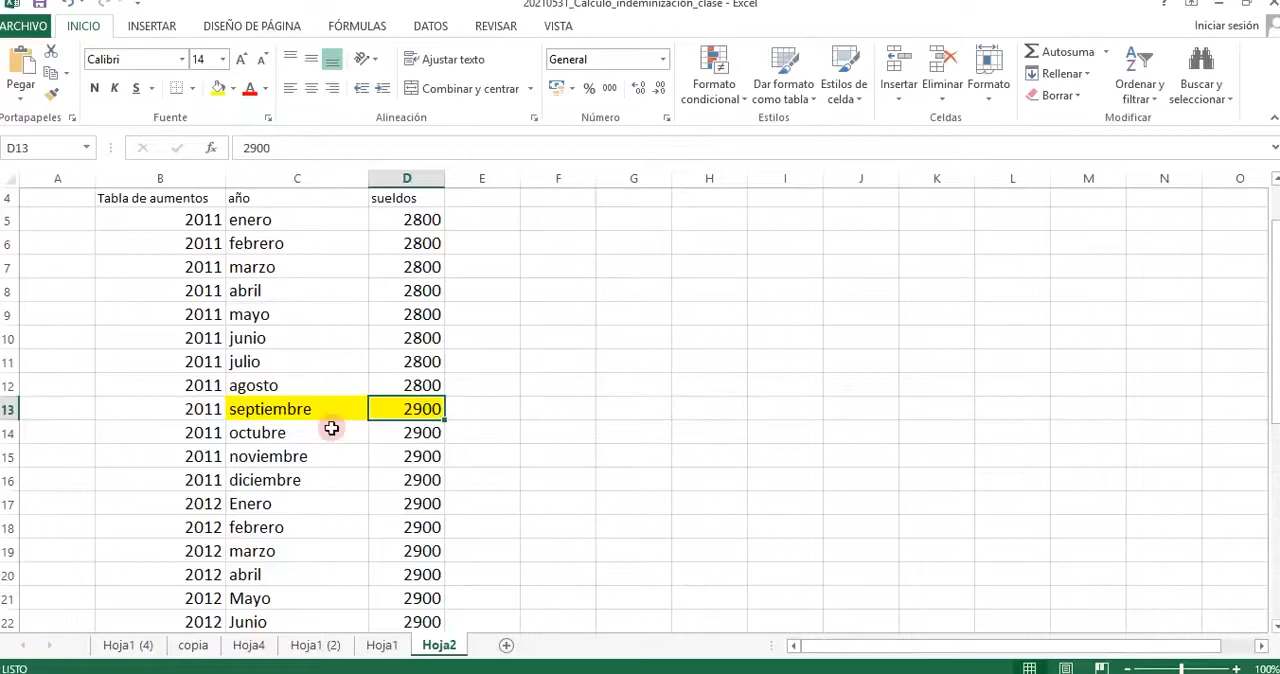 20210531_Calculo_indeminización_clase - Excel
ARCHIVO INICIO INSERTAR DISEÑO DE PÁGINA FÓRMULAS DATOS REVISAR VISTA Iniciar sesión
Pegar
Calibri 14
N K S
Ajustar texto
Combinar y centrar
General
% 000
Formato condicional
Dar formato como tabla
Estilos de celda
Insertar Eliminar Formato
Autosuma
Rellenar
Borrar
Ordenar y filtrar
Buscar y seleccionar
Portapapeles Fuente Alineación Número Estilos Celdas Modificar
D13 fx 2900
A B C D E F G H I J K L M N O
4 Tabla de aumentos año sueldos
5 2011 enero 2800
6 2011 febrero 2800
7 2011 marzo 2800
8 2011 abril 2800
9 2011 mayo 2800
10 2011 junio 2800
11 2011 julio 2800
12 2011 agosto 2800
13 2011 septiembre 2900
14 2011 octubre 2900
15 2011 noviembre 2900
16 2011 diciembre 2900
17 2012 Enero 2900
18 2012 febrero 2900
19 2012 marzo 2900
20 2012 abril 2900
21 2012 Mayo 2900
22 2012 Junio 2900
Hoja1 (4) copia Hoja4 Hoja1 (2) Hoja1 Hoja2
LISTO 100%